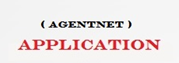 ( AGENTNET )
APPLICATION